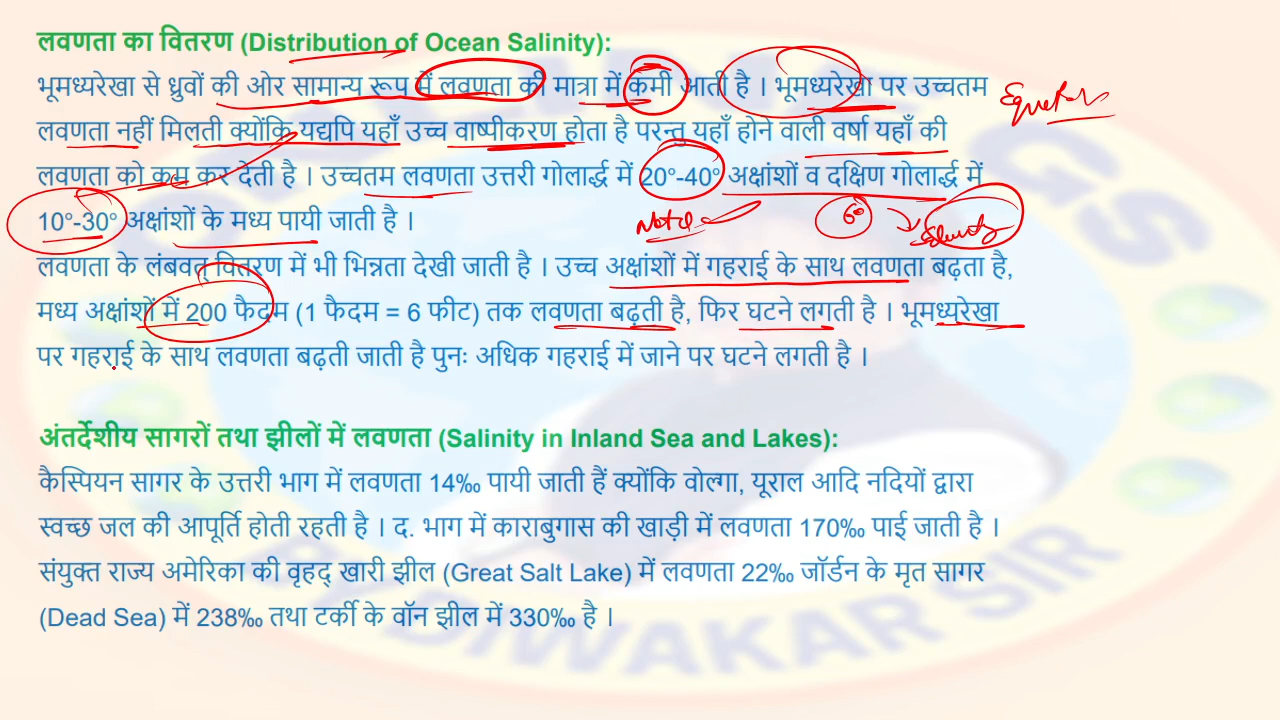 लवणता का वितरण (Distribution of Ocean Salinity):
भूमध्यरेखा से ध्रुवों की ओर सामान्य रूप में लवणता की मात्रा में कमी आती है । भूमध्यरेखा पर उच्चतम
Equator
लवणता नहीं मिलती क्योंकि यद्यपि यहाँ उच्च वाष्पीकरण होता है परन्तु यहाँ होने वाली वर्षा यहाँ की
लवणता को कम कर देती है । उच्चतम लवणता उत्तरी गोलार्द्ध में 20°-40° अक्षांशों व दक्षिण गोलार्द्ध में
10°-30° अक्षांशों के मध्य पायी जाती है ।
लवणता के लंबवत् वितरण में भी भिन्नता देखी जाती है । उच्च अक्षांशों में गहराई के साथ लवणता बढ़ता है,
मध्य अक्षांशों में 200 फैदम (1 फैदम = 6 फीट) तक लवणता बढ़ती है, फिर घटने लगती है । भूमध्यरेखा
पर गहराई के साथ लवणता बढ़ती जाती है पुनः अधिक गहराई में जाने पर घटने लगती है ।
अंतर्देशीय सागरों तथा झीलों में लवणता (Salinity in Inland Sea and Lakes):
कैस्पियन सागर के उत्तरी भाग में लवणता 14‰ पायी जाती हैं क्योंकि वोल्गा, यूराल आदि नदियों द्वारा
स्वच्छ जल की आपूर्ति होती रहती है । द. भाग में काराबुगास की खाड़ी में लवणता 170‰ पाई जाती है ।
संयुक्त राज्य अमेरिका की वृहद् खारी झील (Great Salt Lake) में लवणता 22‰ जॉर्डन के मृत सागर
(Dead Sea) में 238‰ तथा टर्की के वॉन झील में 330‰ है ।
BY DIWAKAR SIR